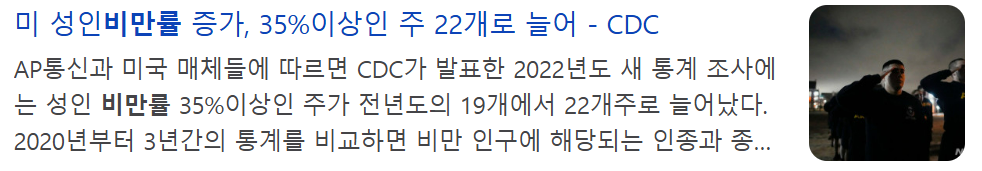 미 성인비만률 증가, 35%이상인 주 22개로 늘어 - CDC
AP통신과 미국 매체들에 따르면 CDC가 발표한 2022년도 새 통계 조사에
는 성인 비만률 35%이상인 주가 전년도의 19개에서 22개주로 늘어났다.
2020년부터 3년간의 통계를 비교하면 비만 인구에 해당되는 인종과 종...